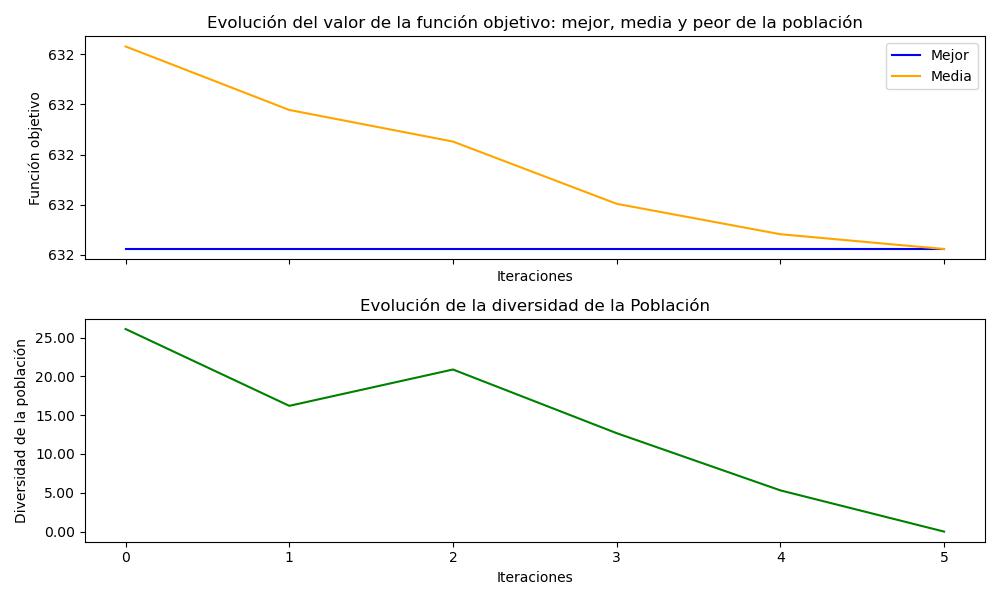 Evolución del valor de la función objetivo: mejor, media y peor de la población
Función objetivo
632
632
632
632
632
Mejor
Media
Iteraciones
Evolución de la diversidad de la Población
Diversidad de la población
25.00
20.00
15.00
10.00
5.00
0.00
0 1 2 3 4 5
Iteraciones